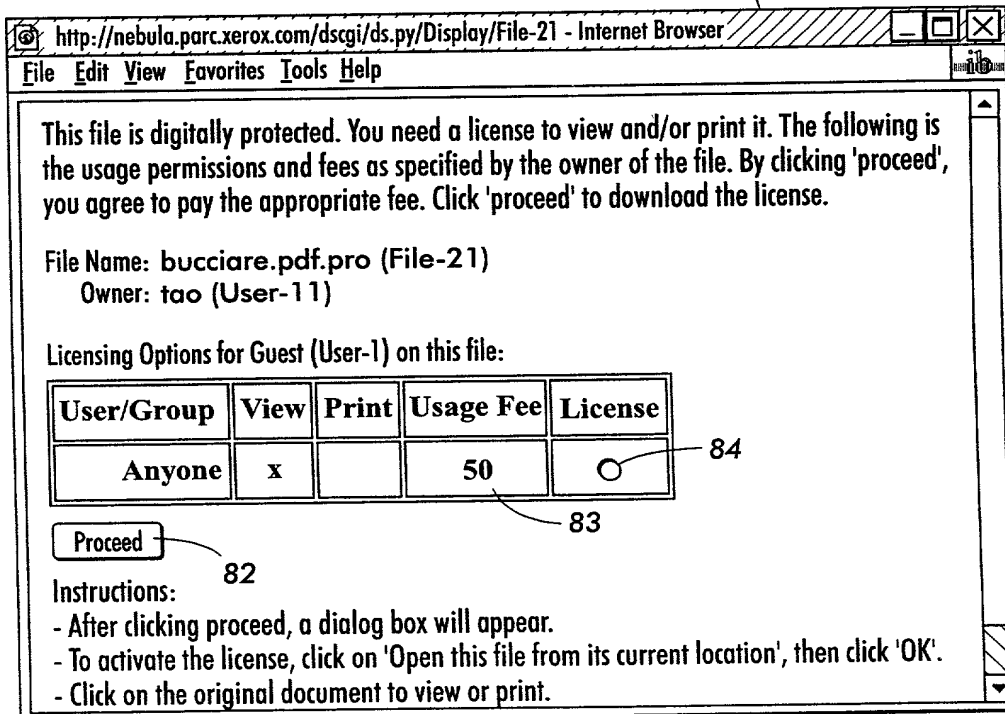 http://nebula.parc.xerox.com/dscgi/ds.py/Display/File-21 - Internet Browser
File Edit View Favorites Tools Help
ib
This file is digitally protected. You need a license to view and/or print it. The following is
the usage permissions and fees as specified by the owner of the file. By clicking 'proceed',
you agree to pay the appropriate fee. Click 'proceed' to download the license.
File Name: bucciare.pdf.pro (File-21)
Owner: tao (User-11)
Licensing Options for Guest (User-1) on this file:
User/Group View Print Usage Fee License
Anyone x 50
84
83
Proceed
82
Instructions:
- After clicking proceed, a dialog box will appear.
- To activate the license, click on 'Open this file from its current location', then click 'OK'.
- Click on the original document to view or print.